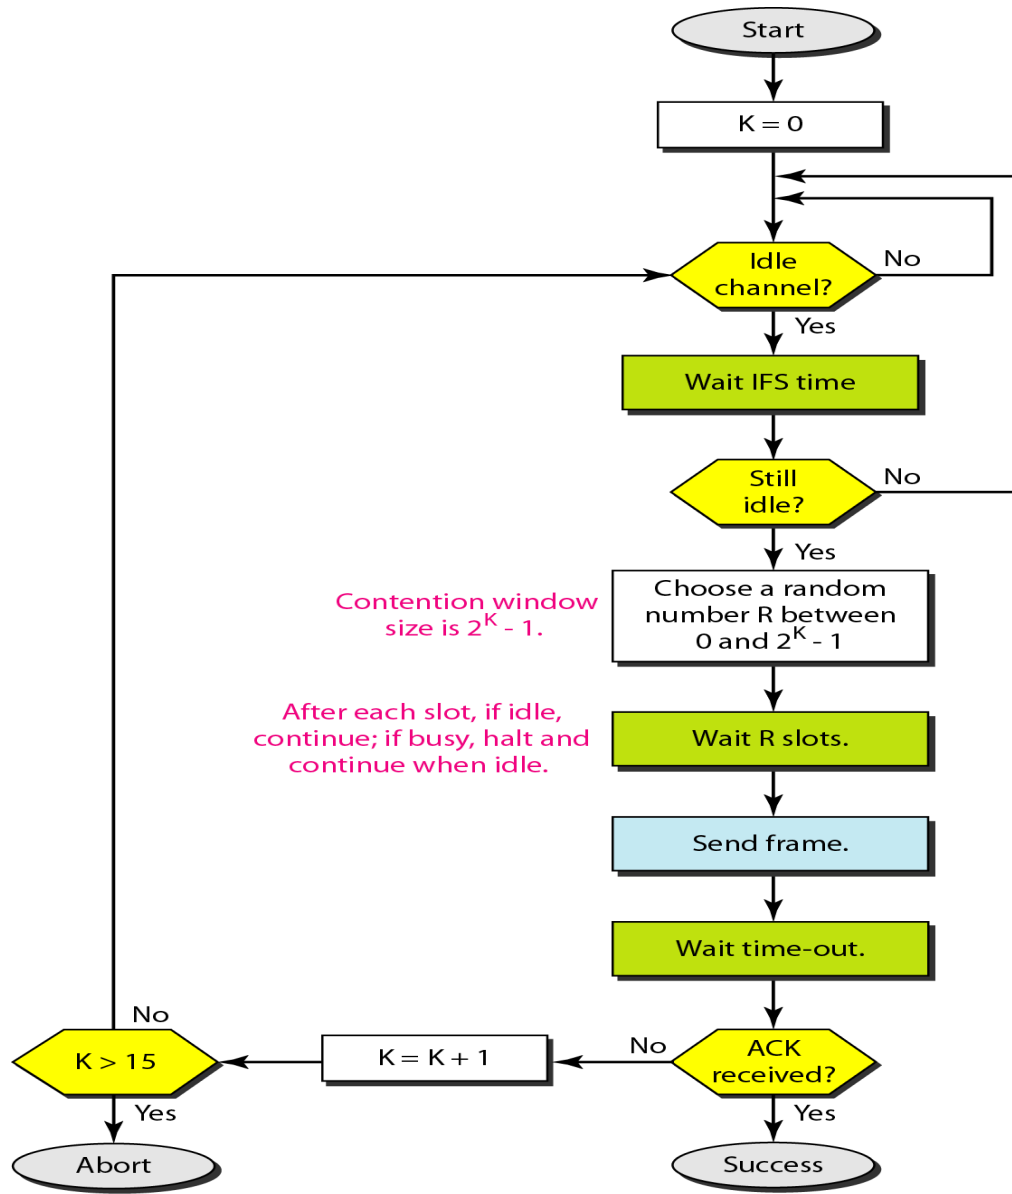 Start
K = 0
Idle
channel?
No
Yes
Wait IFS time
Still
idle?
No
Yes
Contention window
size is 2^K - 1.
Choose a random
number R between
0 and 2^K - 1
After each slot, if idle,
continue; if busy, halt and
continue when idle.
Wait R slots.
Send frame.
Wait time-out.
ACK
received?
No
Yes
K = K + 1
K > 15
No
Yes
Abort
Success